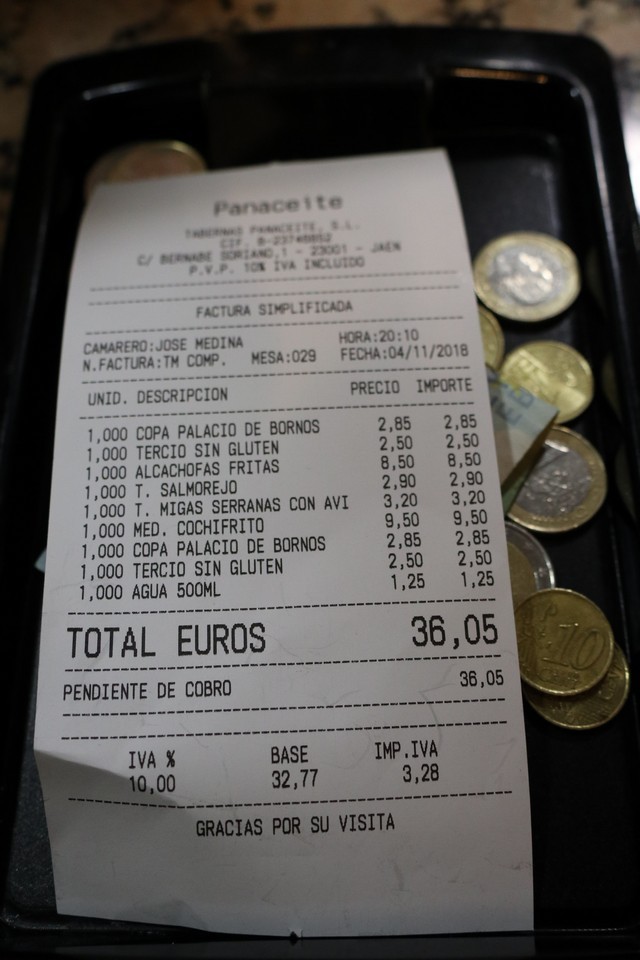 Panaceite
TABERNAS PANACEITE, S.L.
CIF. B-23746652
C/ BERNABE SORIANO,1 - 23001 - JAEN
P.V.P. 10% IVA INCLUIDO
FACTURA SIMPLIFICADA
CAMARERO:JOSE MEDINA HORA:20:10
N.FACTURA:TM COMP. MESA:029 FECHA:04/11/2018
UNID. DESCRIPCION PRECIO IMPORTE
1,000 COPA PALACIO DE BORNOS 2,85 2,85
1,000 TERCIO SIN GLUTEN 2,50 2,50
1,000 ALCACHOFAS FRITAS 8,50 8,50
1,000 T. SALMOREJO 2,90 2,90
1,000 T. MIGAS SERRANAS CON AVI 3,20 3,20
1,000 MED. COCHIFRITO 9,50 9,50
1,000 COPA PALACIO DE BORNOS 2,85 2,85
1,000 TERCIO SIN GLUTEN 2,50 2,50
1,000 AGUA 500ML 1,25 1,25
TOTAL EUROS 36,05
PENDIENTE DE COBRO 36,05
IVA % BASE IMP.IVA
10,00 32,77 3,28
GRACIAS POR SU VISITA
10